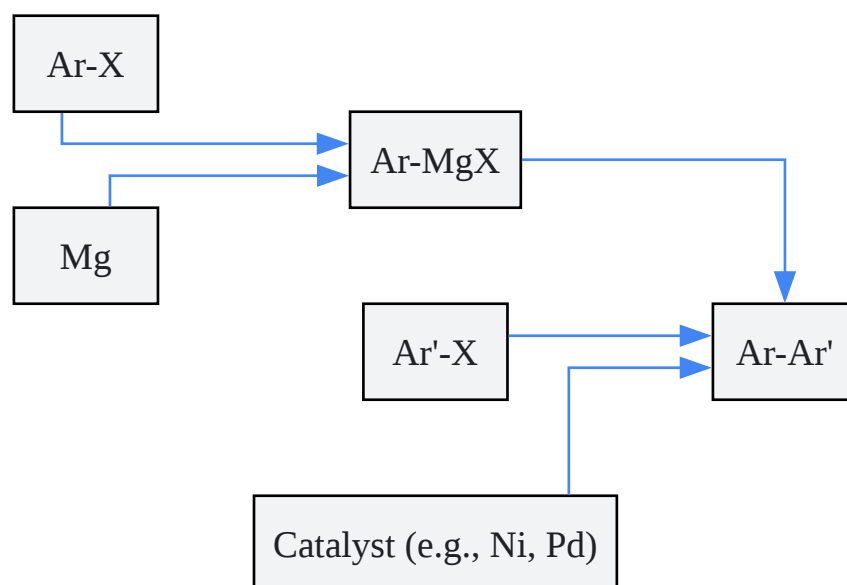 Ar-X
Ar-MgX
Mg
Ar'-X
Ar-Ar'
Catalyst (e.g., Ni, Pd)